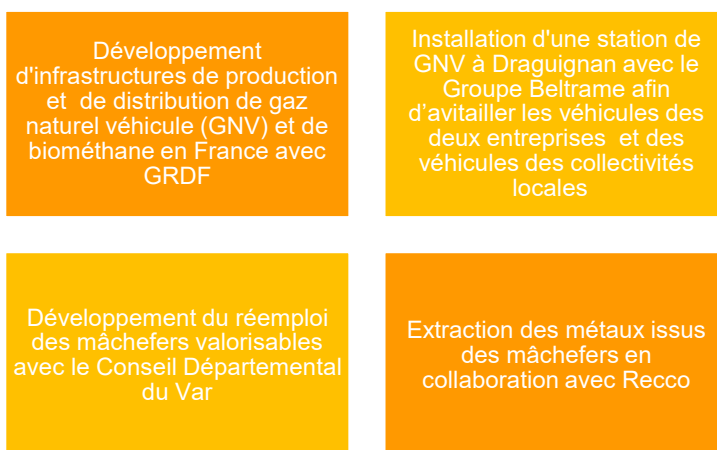 Développement
d'infrastructures de production
et de distribution de gaz
naturel véhicule (GNV) et de
biométhane en France avec
GRDF
Installation d'une station de
GNV à Draguignan avec le
Groupe Beltrame afin
d’avitailler les véhicules des
deux entreprises et des
véhicules des collectivités
locales
Développement du réemploi
des mâchefers valorisables
avec le Conseil Départemental
du Var
Extraction des métaux issus
des mâchefers en
collaboration avec Recco